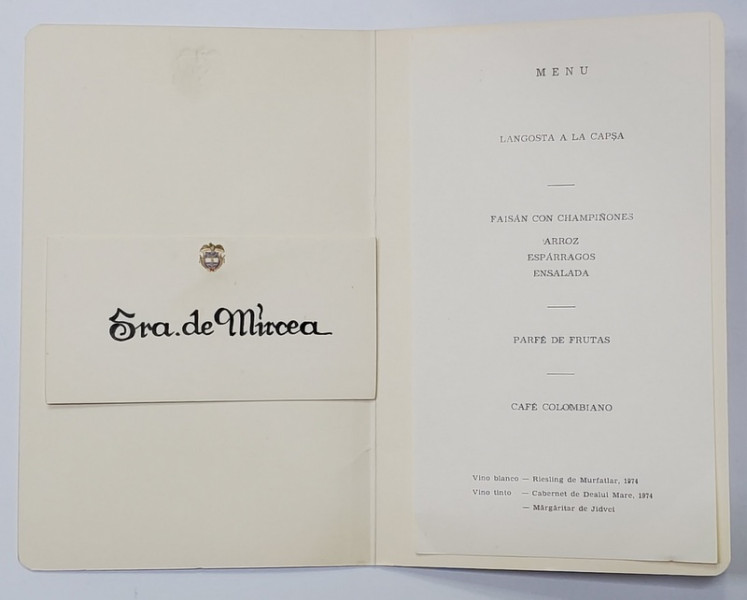 Sra. de Mircea
MENU
LANGOSTA A LA CAPȘA
FAISÁN CON CHAMPIÑONES
ARROZ
ESPÁRRAGOS
ENSALADA
PARFÉ DE FRUTAS
CAFÉ COLOMBIANO
Vino blanco — Riesling de Murfatlar, 1974
Vino tinto — Cabernet de Dealul Mare, 1974
— Mărgăritar de Jidvei